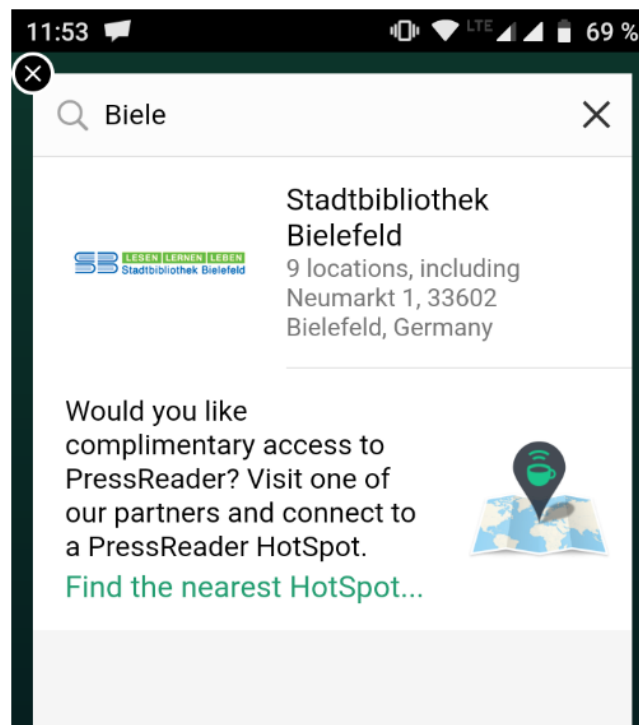 11:53 LTE 69 %
Biele
Stadtbibliothek
Bielefeld
LESEN LERNEN LEBEN
Stadtbibliothek Bielefeld
9 locations, including
Neumarkt 1, 33602
Bielefeld, Germany
Would you like
complimentary access to
PressReader? Visit one of
our partners and connect to
a PressReader HotSpot.
Find the nearest HotSpot...